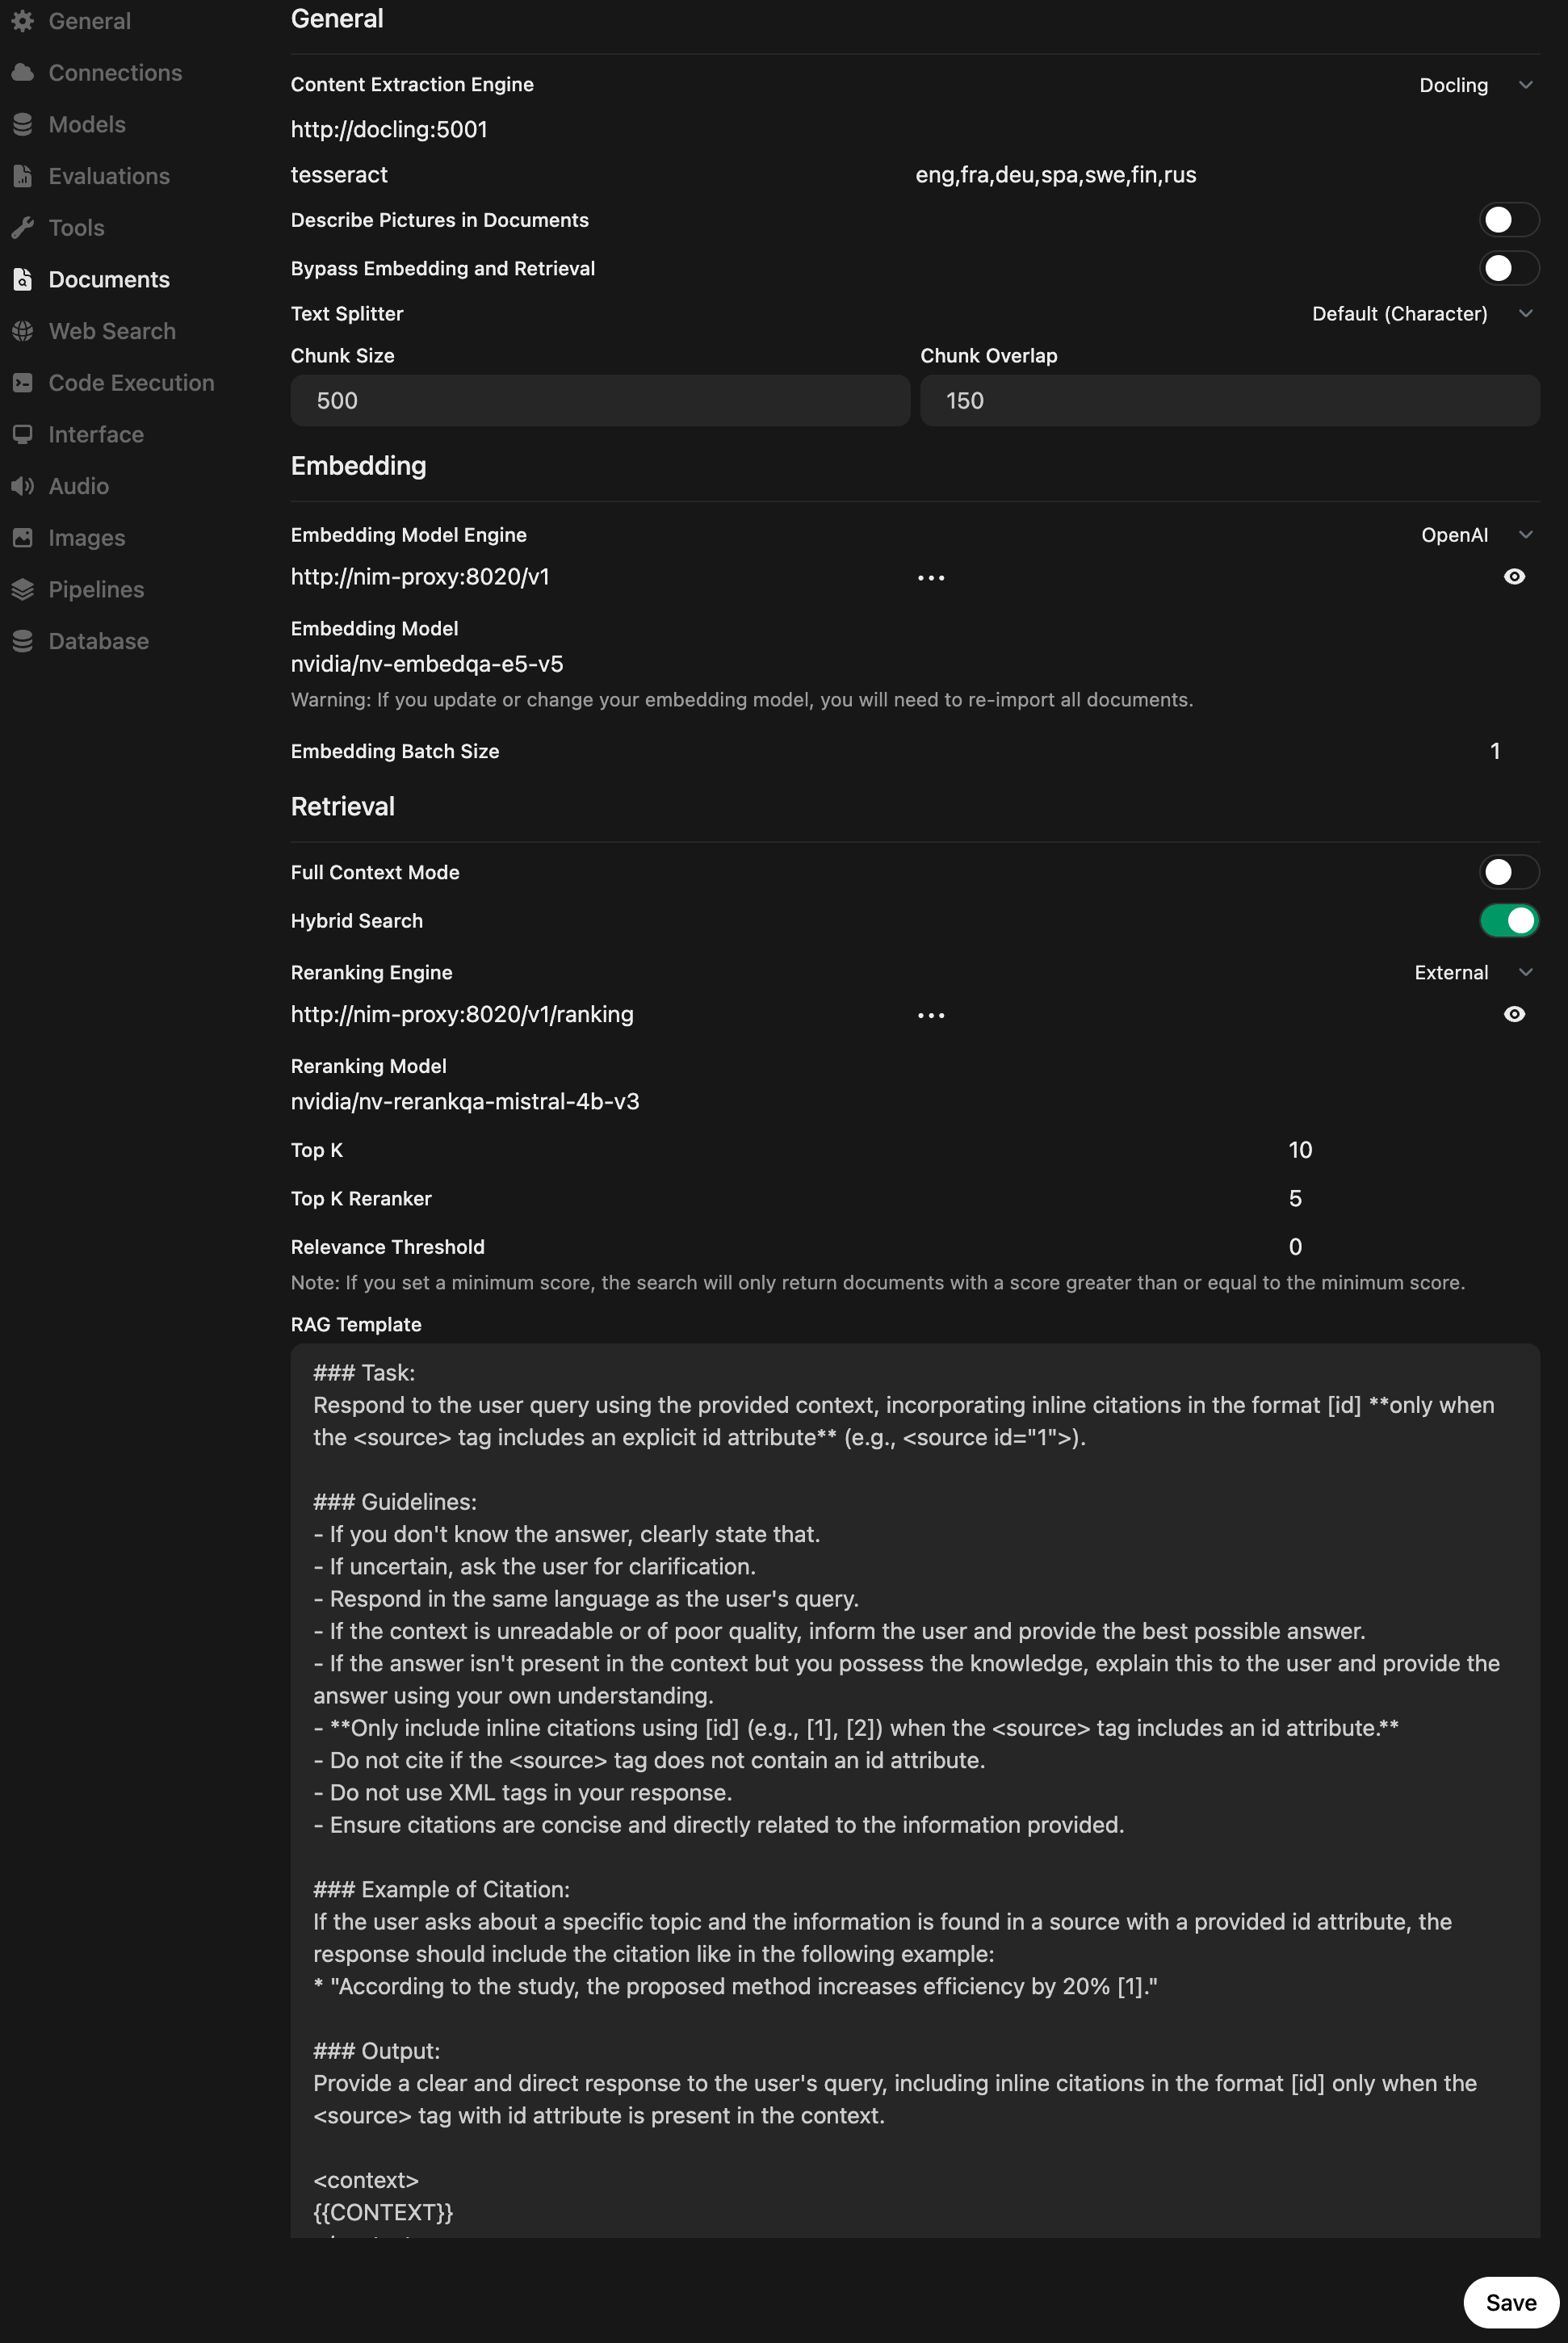 General
Connections
Models
Evaluations
Tools
Documents
Web Search
Code Execution
Interface
Audio
Images
Pipelines
Database
General
Content Extraction Engine
Docling
http://docling:5001
tesseract
eng,fra,deu,spa,swe,fin,rus
Describe Pictures in Documents
Bypass Embedding and Retrieval
Text Splitter
Default (Character)
Chunk Size
Chunk Overlap
500
150
Embedding
Embedding Model Engine
OpenAI
http://nim-proxy:8020/v1
•••
Embedding Model
nvidia/nv-embedqa-e5-v5
Warning: If you update or change your embedding model, you will need to re-import all documents.
Embedding Batch Size
1
Retrieval
Full Context Mode
Hybrid Search
Reranking Engine
External
http://nim-proxy:8020/v1/ranking
•••
Reranking Model
nvidia/nv-rerankqa-mistral-4b-v3
Top K
10
Top K Reranker
5
Relevance Threshold
0
Note: If you set a minimum score, the search will only return documents with a score greater than or equal to the minimum score.
RAG Template
### Task:
Respond to the user query using the provided context, incorporating inline citations in the format [id] **only when
the <source> tag includes an explicit id attribute** (e.g., <source id="1">).
### Guidelines:
- If you don't know the answer, clearly state that.
- If uncertain, ask the user for clarification.
- Respond in the same language as the user's query.
- If the context is unreadable or of poor quality, inform the user and provide the best possible answer.
- If the answer isn't present in the context but you possess the knowledge, explain this to the user and provide the
answer using your own understanding.
- **Only include inline citations using [id] (e.g., [1], [2]) when the <source> tag includes an id attribute.**
- Do not cite if the <source> tag does not contain an id attribute.
- Do not use XML tags in your response.
- Ensure citations are concise and directly related to the information provided.
### Example of Citation:
If the user asks about a specific topic and the information is found in a source with a provided id attribute, the
response should include the citation like in the following example:
* "According to the study, the proposed method increases efficiency by 20% [1]."
### Output:
Provide a clear and direct response to the user's query, including inline citations in the format [id] only when the
<source> tag with id attribute is present in the context.
<context>
{{CONTEXT}}
Save